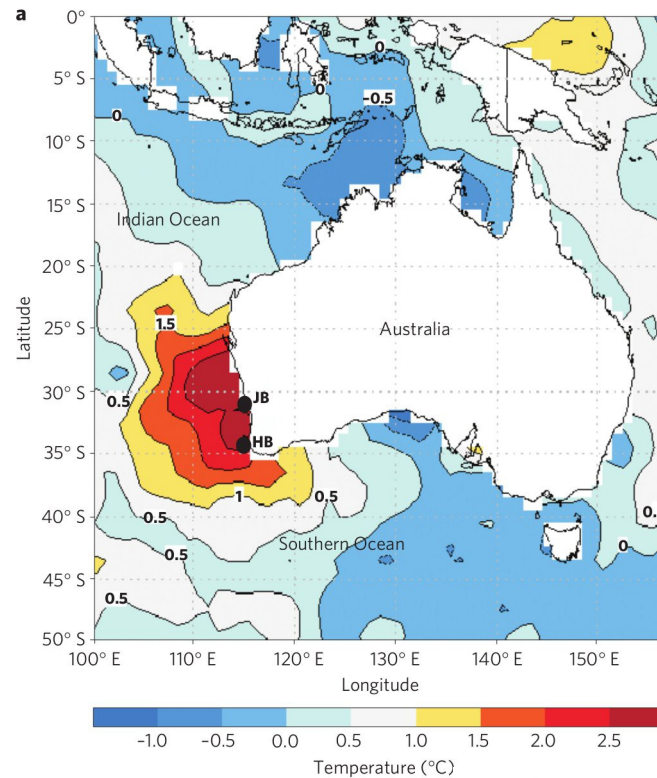 a
0°
5° S
10° S
15° S
20° S
25° S
30° S
35° S
40° S
45° S
50° S
Latitude
0
0
0
–0.5
Indian Ocean
1.5
Australia
JB
0.5
HB
1
0.5
0.5
0.
Southern Ocean
0.5
0
0.5
100° E
110° E
120° E
130° E
140° E
150° E
Longitude
–1.0
–0.5
0.0
0.5
1.0
1.5
2.0
2.5
Temperature (°C)